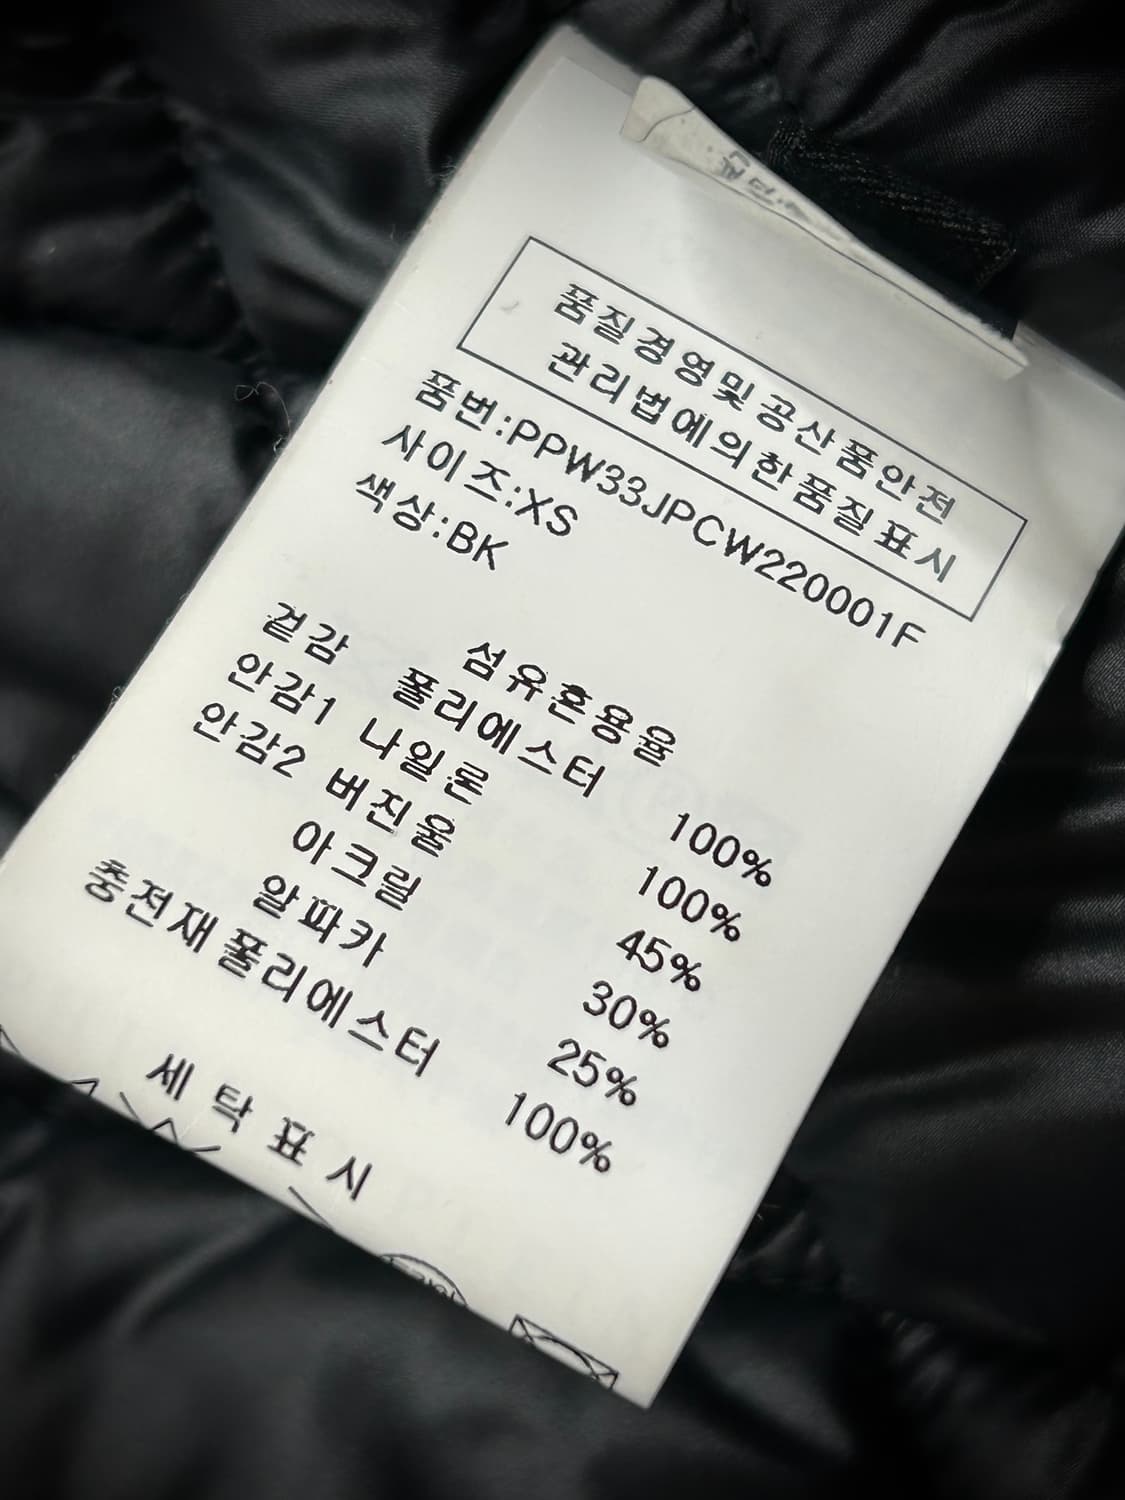 품질경영및공산품안전
관리법에의한품질표시
품번:PPW33JPCW220001F
사이즈:XS
색상:BK
섬유혼용율
겉감 폴리에스터 100%
안감1 나일론 100%
안감2 버진울 45%
아크릴 30%
알파카 25%
충전재 폴리에스터 100%
세탁표시